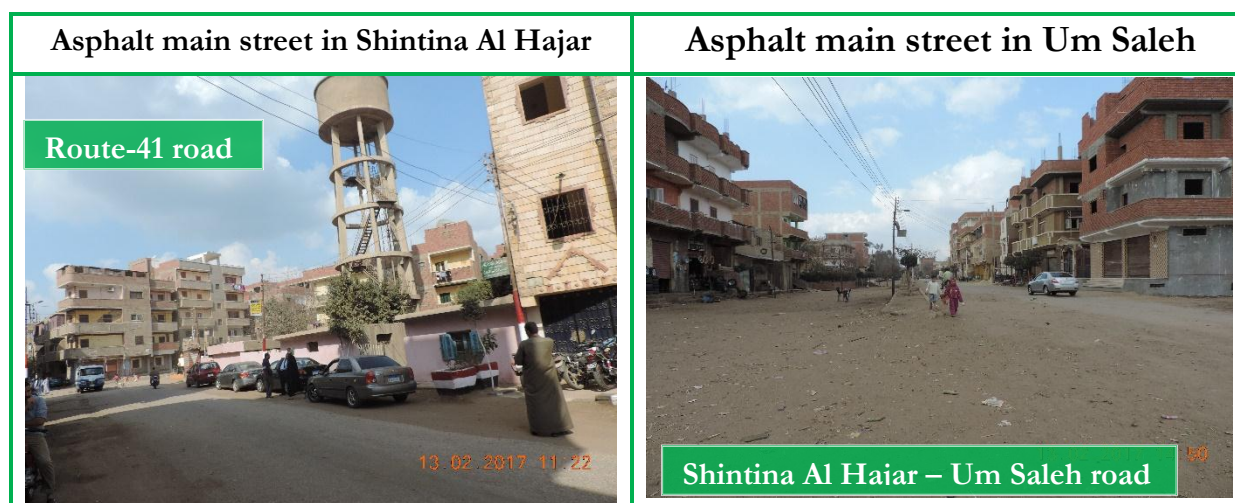 Asphalt main street in Shintina Al Hajar
Asphalt main street in Um Saleh
Route-41 road
13.02.2017 11:22
Shintina Al Hajar – Um Saleh road